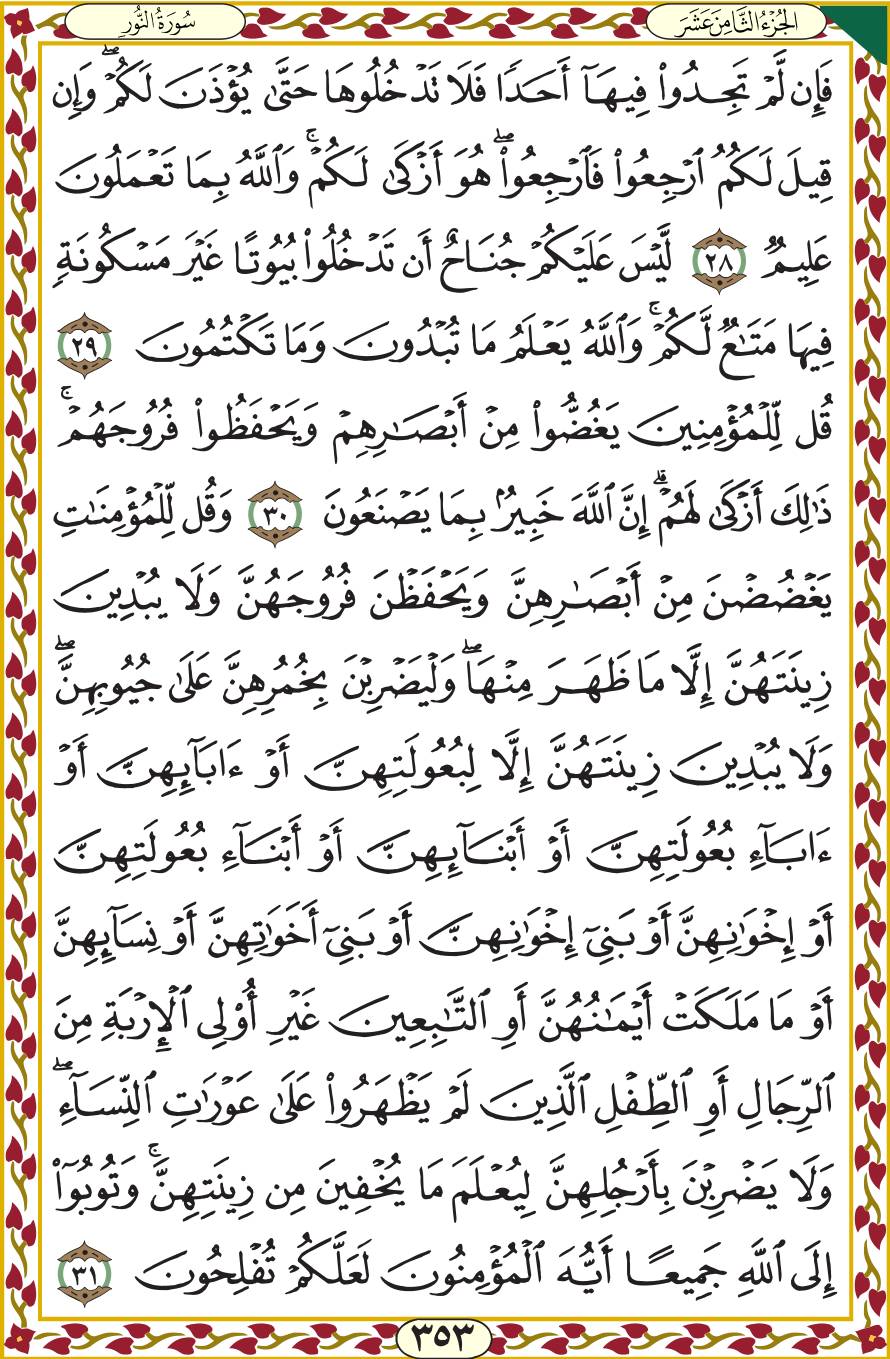 الجُزْءُ الثَّامِنَ عَشَرَ
سُورَةُ النُّورِ
فَإِن لَّمْ تَجِدُوا۟ فِيهَآ أَحَدًا فَلَا تَدْخُلُوهَا حَتَّىٰ يُؤْذَنَ لَكُمْ ۖ وَإِن
قِيلَ لَكُمُ ٱرْجِعُوا۟ فَٱرْجِعُوا۟ ۖ هُوَ أَزْكَىٰ لَكُمْ ۚ وَٱللَّهُ بِمَا تَعْمَلُونَ
عَلِيمٌ ٢٨ لَّيْسَ عَلَيْكُمْ جُنَاحٌ أَن تَدْخُلُوا۟ بُيُوتًا غَيْرَ مَسْكُونَةٍ
فِيهَا مَتَـٰعٌ لَّكُمْ ۚ وَٱللَّهُ يَعْلَمُ مَا تُبْدُونَ وَمَا تَكْتُمُونَ ٢٩
قُل لِّلْمُؤْمِنِينَ يَغُضُّوا۟ مِنْ أَبْصَـٰرِهِمْ وَيَحْفَظُوا۟ فُرُوجَهُمْ ۚ
ذَٰلِكَ أَزْكَىٰ لَهُمْ ۗ إِنَّ ٱللَّهَ خَبِيرٌۢ بِمَا يَصْنَعُونَ ٣٠ وَقُل لِّلْمُؤْمِنَـٰتِ
يَغْضُضْنَ مِنْ أَبْصَـٰرِهِنَّ وَيَحْفَظْنَ فُرُوجَهُنَّ وَلَا يُبْدِينَ
زِينَتَهُنَّ إِلَّا مَا ظَهَرَ مِنْهَا ۖ وَلْيَضْرِبْنَ بِخُمُرِهِنَّ عَلَىٰ جُيُوبِهِنَّ ۖ
وَلَا يُبْدِينَ زِينَتَهُنَّ إِلَّا لِبُعُولَتِهِنَّ أَوْ ءَابَآئِهِنَّ أَوْ
ءَابَآءِ بُعُولَتِهِنَّ أَوْ أَبْنَآئِهِنَّ أَوْ أَبْنَآءِ بُعُولَتِهِنَّ
أَوْ إِخْوَٰنِهِنَّ أَوْ بَنِىٓ إِخْوَٰنِهِنَّ أَوْ بَنِىٓ أَخَوَٰتِهِنَّ أَوْ نِسَآئِهِنَّ
أَوْ مَا مَلَكَتْ أَيْمَـٰنُهُنَّ أَوِ ٱلتَّـٰبِعِينَ غَيْرِ أُو۟لِى ٱلْإِرْبَةِ مِنَ
ٱلرِّجَالِ أَوِ ٱلطِّفْلِ ٱلَّذِينَ لَمْ يَظْهَرُوا۟ عَلَىٰ عَوْرَٰتِ ٱلنِّسَآءِ ۖ
وَلَا يَضْرِبْنَ بِأَرْجُلِهِنَّ لِيُعْلَمَ مَا يُخْفِينَ مِن زِينَتِهِنَّ ۚ وَتُوبُوٓا۟
إِلَى ٱللَّهِ جَمِيعًا أَيُّهَ ٱلْمُؤْمِنُونَ لَعَلَّكُمْ تُفْلِحُونَ ٣١
٣٥٣